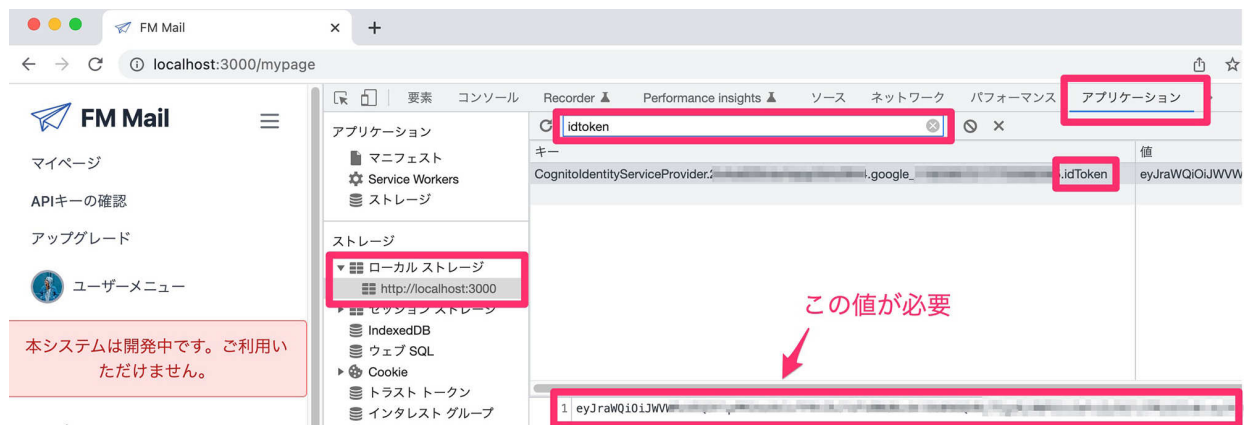 FM Mail
localhost:3000/mypage
FM Mail
マイページ
APIキーの確認
アップグレード
ユーザーメニュー
本システムは開発中です。ご利用い
ただけません。
要素 コンソール Recorder Performance insights ソース ネットワーク パフォーマンス アプリケーション
アプリケーション
マニフェスト
Service Workers
ストレージ
ストレージ
ローカル ストレージ
http://localhost:3000
セッション ストレージ
IndexedDB
ウェブ SQL
Cookie
トラスト トークン
インタレスト グループ
idtoken
キー 値
CognitoIdentityServiceProvider.2 .google_ .idToken eyJraWQiOiJWVW
この値が必要
1 eyJraWQiOiJWVW